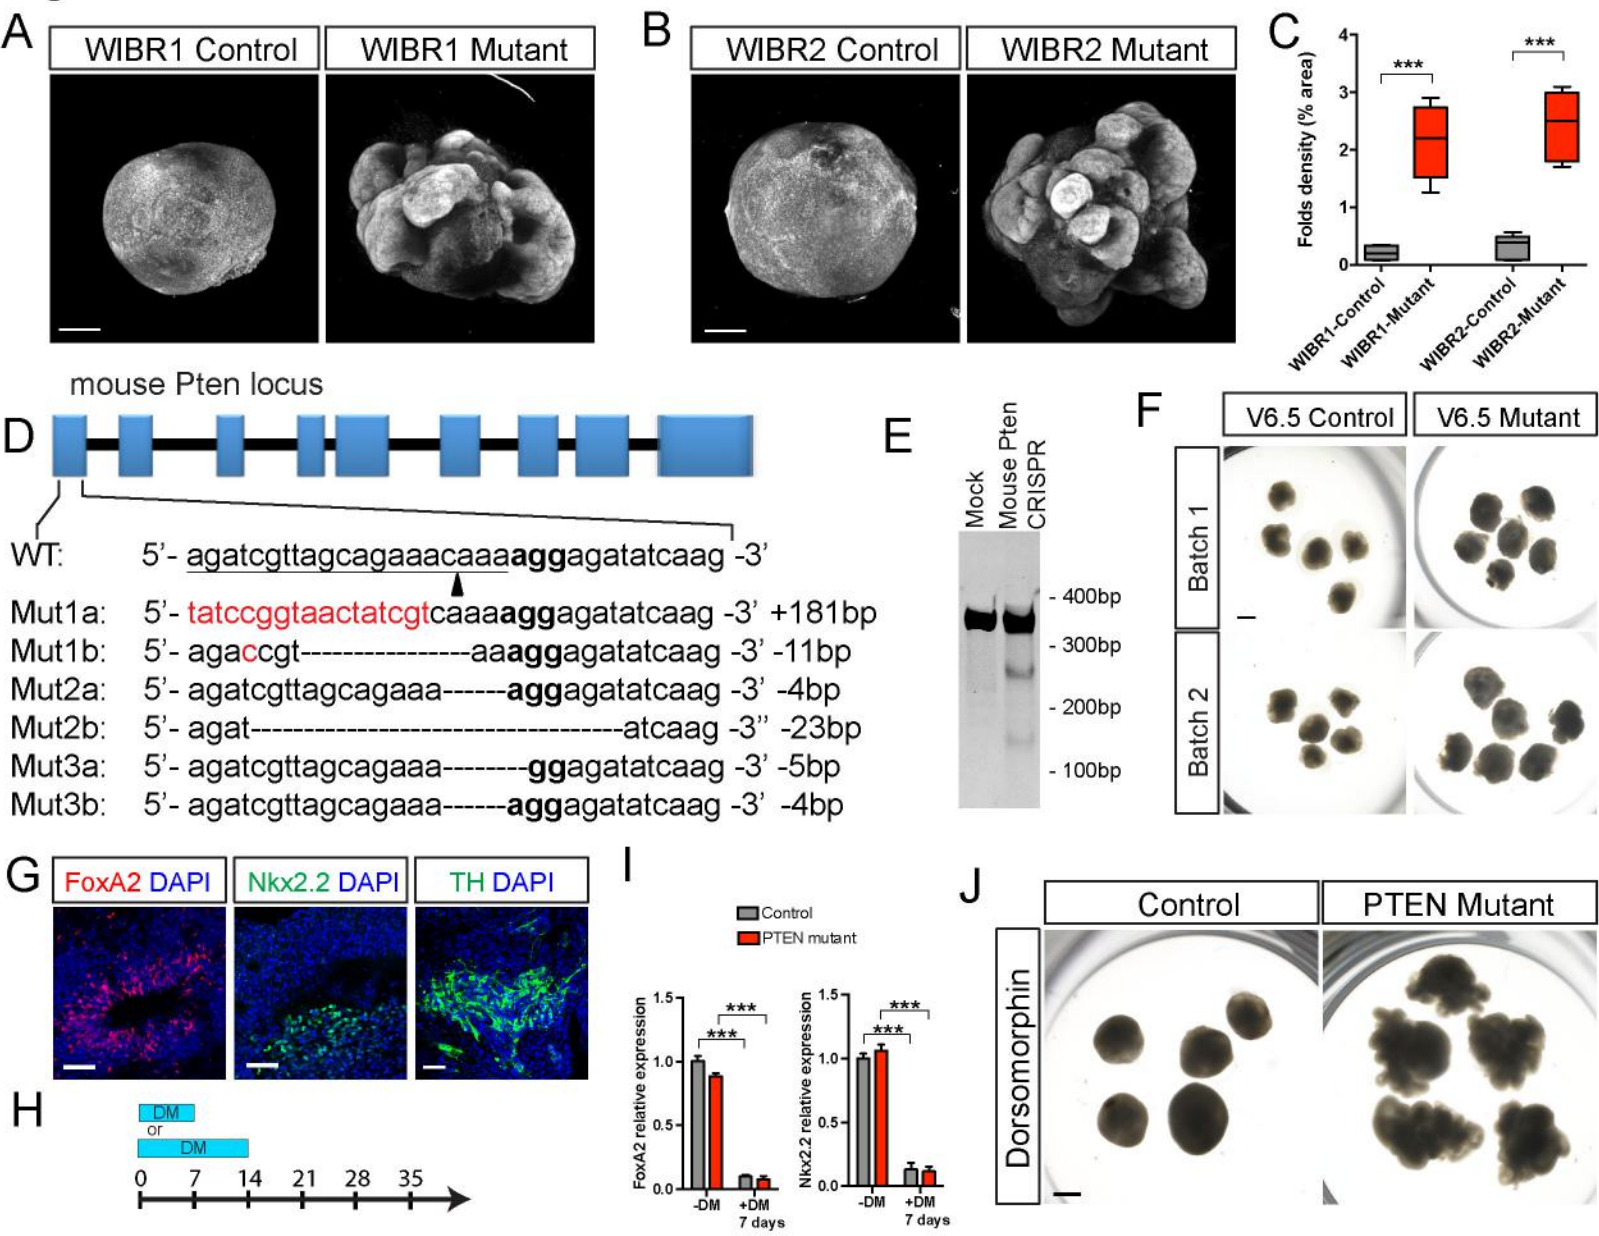 A
WIBR1 Control
WIBR1 Mutant
B
WIBR2 Control
WIBR2 Mutant
C
Folds density (% area)
4
3
2
1
0
***
***
WIBR1-Control
WIBR1-Mutant
WIBR2-Control
WIBR2-Mutant
mouse Pten locus
D
WT: 5’- agatcgttagcagaaacaaaaggagatatcaag -3’
Mut1a: 5’- tatccggtaactatcgtcaaaaggagatatcaag -3’ +181bp
Mut1b: 5’- agaccgt-----------------aaaggagatatcaag -3’ -11bp
Mut2a: 5’- agatcgttagcagaaa------aggagatatcaag -3’ -4bp
Mut2b: 5’- agat-------------------------------------atcaag -3’’ -23bp
Mut3a: 5’- agatcgttagcagaaa--------ggagatatcaag -3’ -5bp
Mut3b: 5’- agatcgttagcagaaa------aggagatatcaag -3’ -4bp
E
Mock
Mouse Pten
CRISPR
- 400bp
- 300bp
- 200bp
- 100bp
F
V6.5 Control
V6.5 Mutant
Batch 1
Batch 2
G
FoxA2 DAPI
Nkx2.2 DAPI
TH DAPI
H
DM
or
DM
0 7 14 21 28 35
I
Control
PTEN mutant
FoxA2 relative expression
1.5
1.0
0.5
0.0
***
***
-DM
+DM
7 days
Nkx2.2 relative expression
1.5
1.0
0.5
0.0
***
***
-DM
+DM
7 days
J
Control
PTEN Mutant
Dorsomorphin